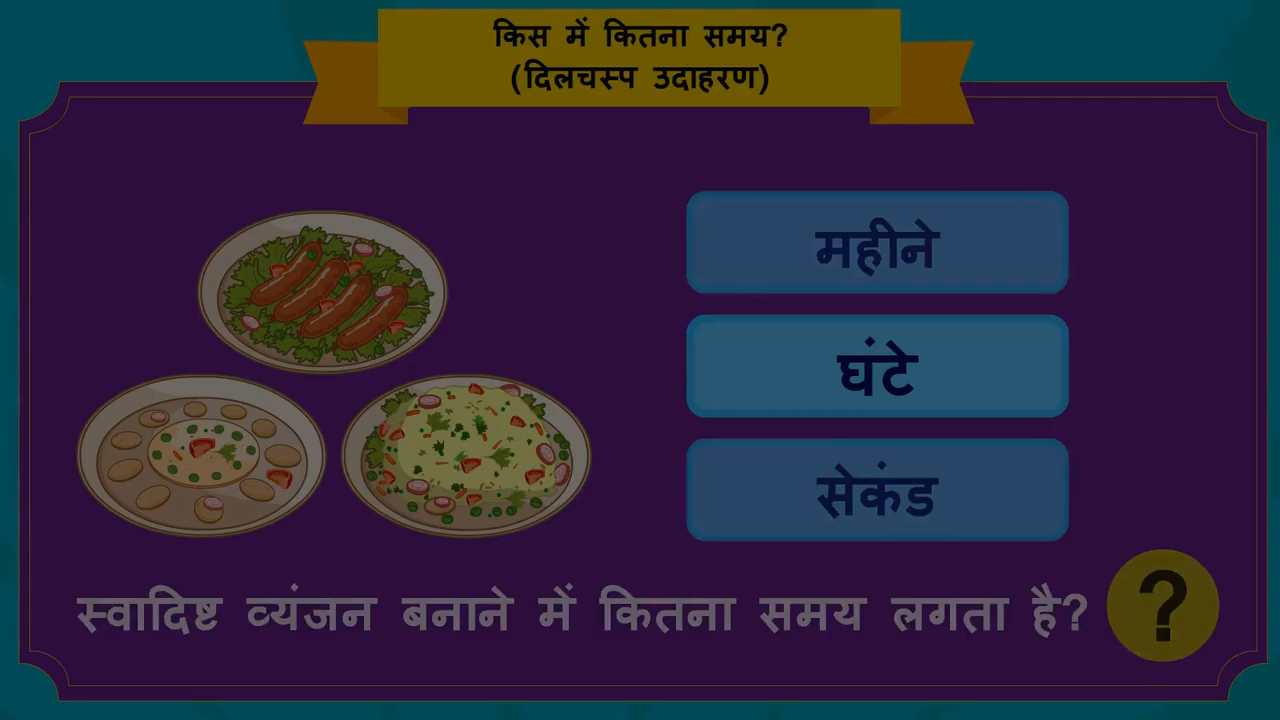 किस में कितना समय?
(दिलचस्प उदाहरण)
महीने
घंटे
सेकंड
स्वादिष्ट व्यंजन बनाने में कितना समय लगता है?
?